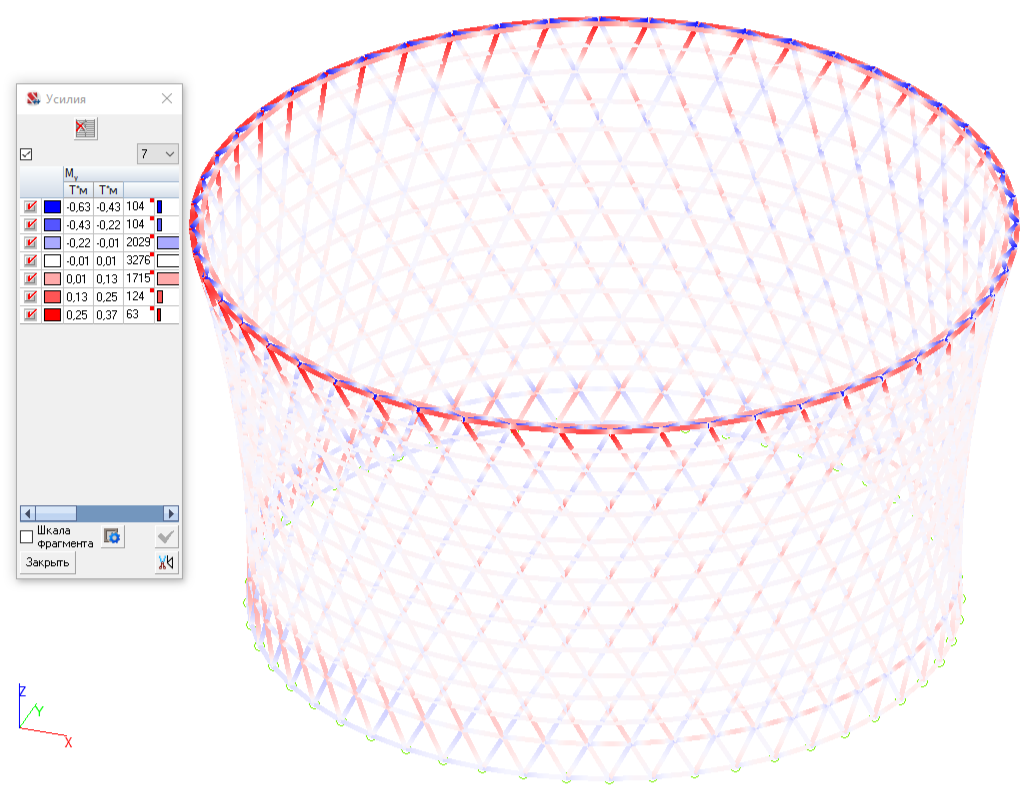 Усилия
7
My
Т*м Т*м
-0,63 -0,43 104
-0,43 -0,22 104
-0,22 -0,01 2029
-0,01 0,01 3276
0,01 0,13 1715
0,13 0,25 124
0,25 0,37 63
Шкала
фрагмента
Закрыть
Z
Y
X